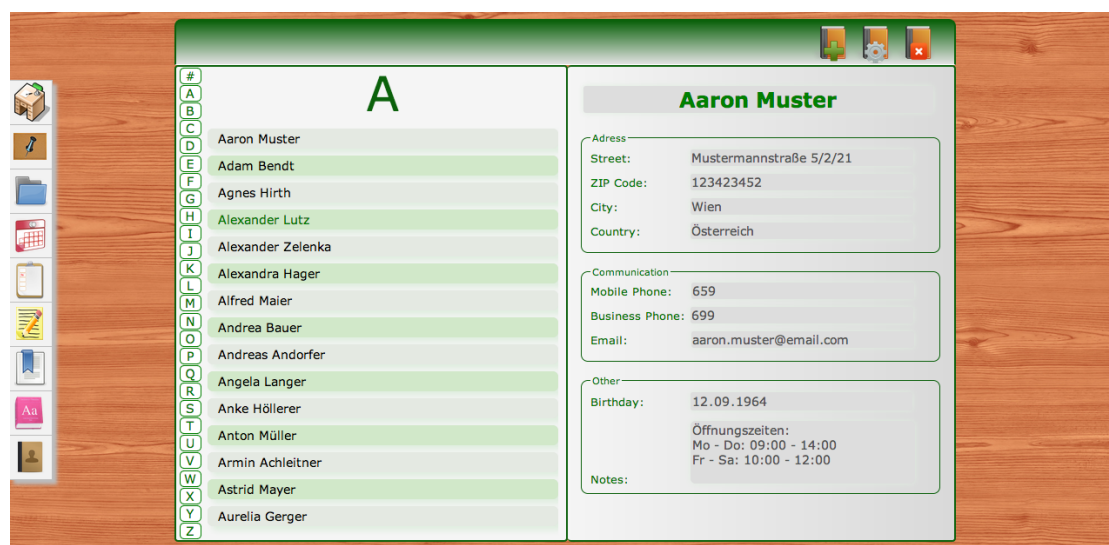 #
A
B
C
D
E
F
G
H
I
J
K
L
M
N
O
P
Q
R
S
T
U
V
W
X
Y
Z
Aa
A
Aaron Muster
Adam Bendt
Agnes Hirth
Alexander Lutz
Alexander Zelenka
Alexandra Hager
Alfred Maier
Andrea Bauer
Andreas Andorfer
Angela Langer
Anke Höllerer
Anton Müller
Armin Achleitner
Astrid Mayer
Aurelia Gerger
Aaron Muster
Adress
Street: Mustermannstraße 5/2/21
ZIP Code: 123423452
City: Wien
Country: Österreich
Communication
Mobile Phone: 659
Business Phone: 699
Email: aaron.muster@email.com
Other
Birthday: 12.09.1964
Öffnungszeiten:
Mo - Do: 09:00 - 14:00
Fr - Sa: 10:00 - 12:00
Notes: